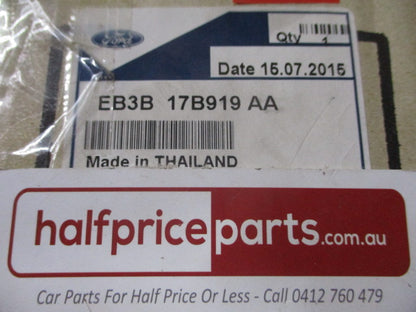 Ford
Qty 1
Date 15.07.2015
EB3B 17B919 AA
Made in THAILAND
halfpriceparts.com.au
Car Parts For Half Price Or Less - Call 0412 760 479